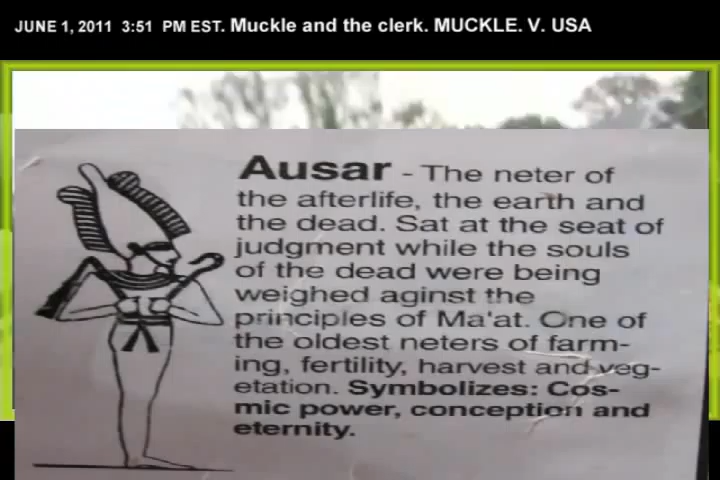 JUNE 1, 2011 3:51 PM EST. Muckle and the clerk. MUCKLE. V. USA
Ausar - The neter of
the afterlife, the earth and
the dead. Sat at the seat of
judgment while the souls
of the dead were being
weighed aginst the
principles of Ma'at. One of
the oldest neters of farm-
ing, fertility, harvest and veg-
etation. Symbolizes: Cos-
mic power, conception and
eternity.